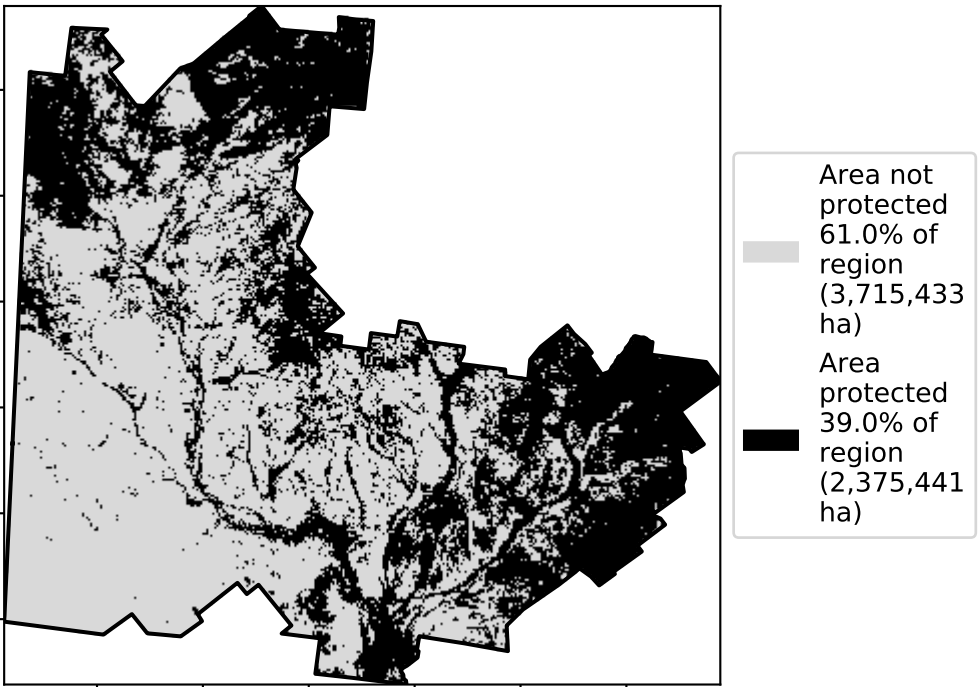 Area not
protected
61.0% of
region
(3,715,433
ha)
Area
protected
39.0% of
region
(2,375,441
ha)